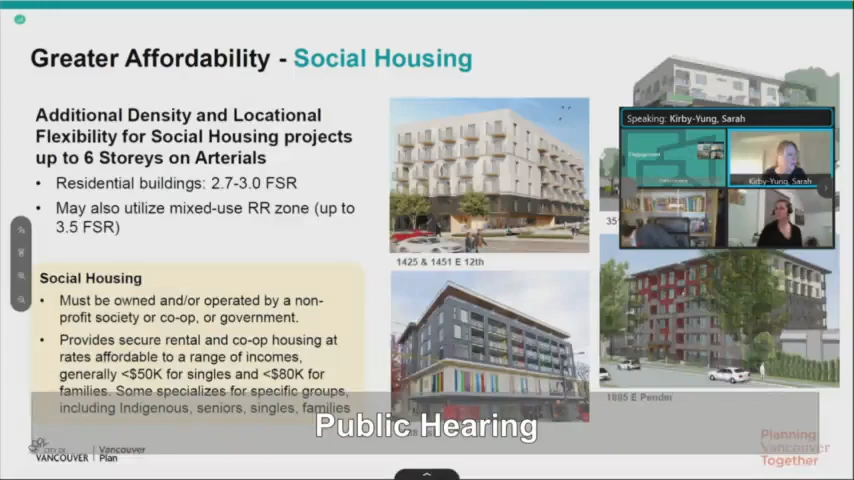 Greater Affordability - Social Housing
Additional Density and Locational
Flexibility for Social Housing projects
up to 6 Storeys on Arterials
• Residential buildings: 2.7-3.0 FSR
• May also utilize mixed-use RR zone (up to
3.5 FSR)
Social Housing
• Must be owned and/or operated by a non-
profit society or co-op, or government.
• Provides secure rental and co-op housing at
rates affordable to a range of incomes,
generally <$50K for singles and <$80K for
families. Some specializes for specific groups,
including Indigenous, seniors, singles, families
1425 & 1451 E 12th
Speaking: Kirby-Yung, Sarah
Kirby-Yung, Sarah
35
1885 E Pender
Public Hearing
CITY OF
VANCOUVER
Vancouver
Plan
Planning
Vancouver
Together